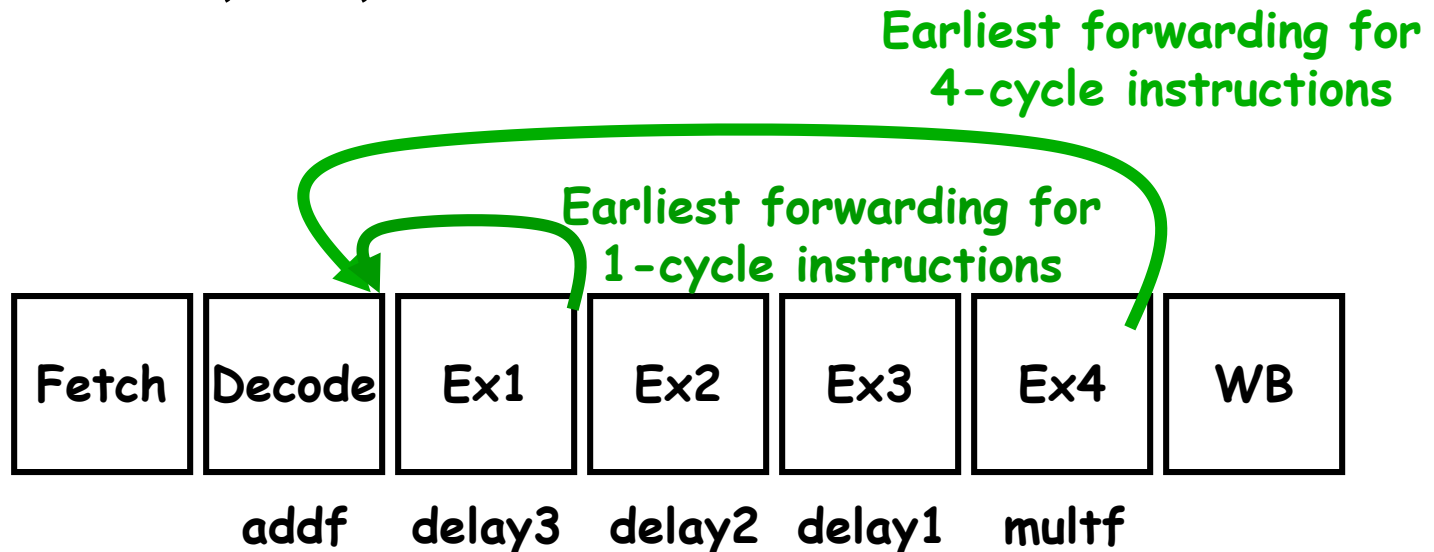 Earliest forwarding for
4-cycle instructions
Earliest forwarding for
1-cycle instructions
Fetch Decode Ex1 Ex2 Ex3 Ex4 WB
addf delay3 delay2 delay1 multf